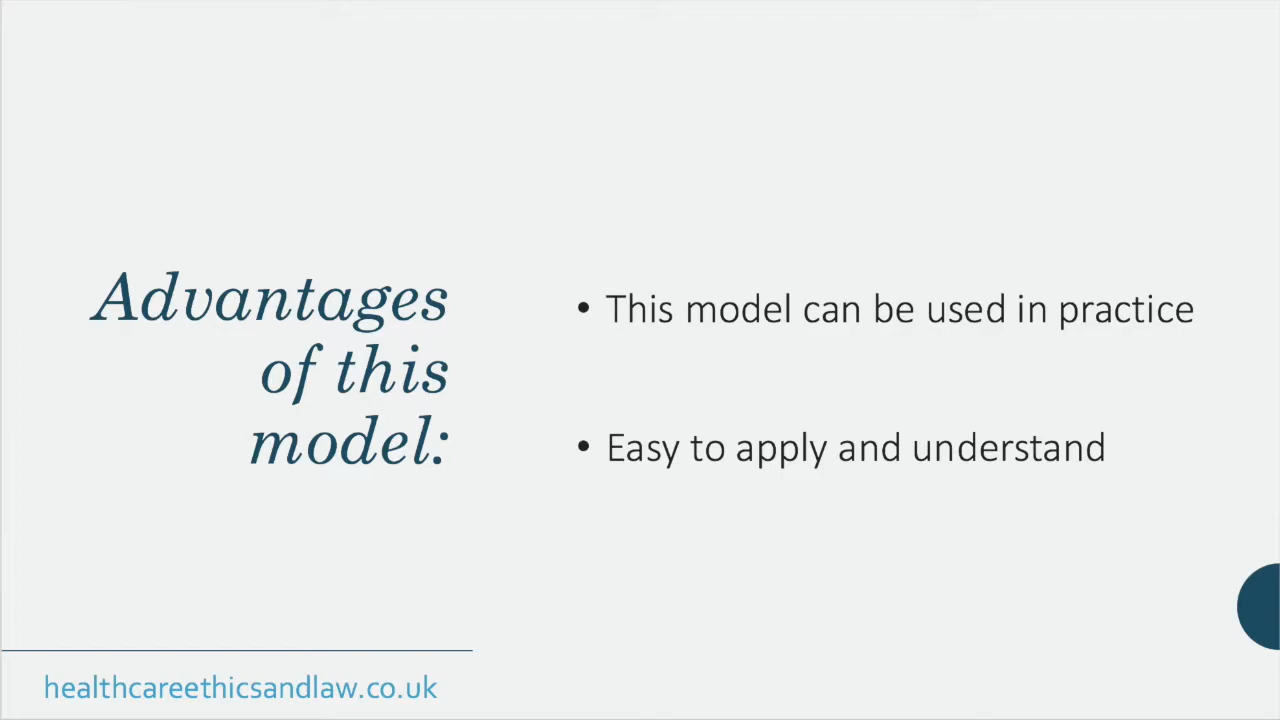 Advantages
of this
model:
• This model can be used in practice
• Easy to apply and understand
healthcareethicsandlaw.co.uk